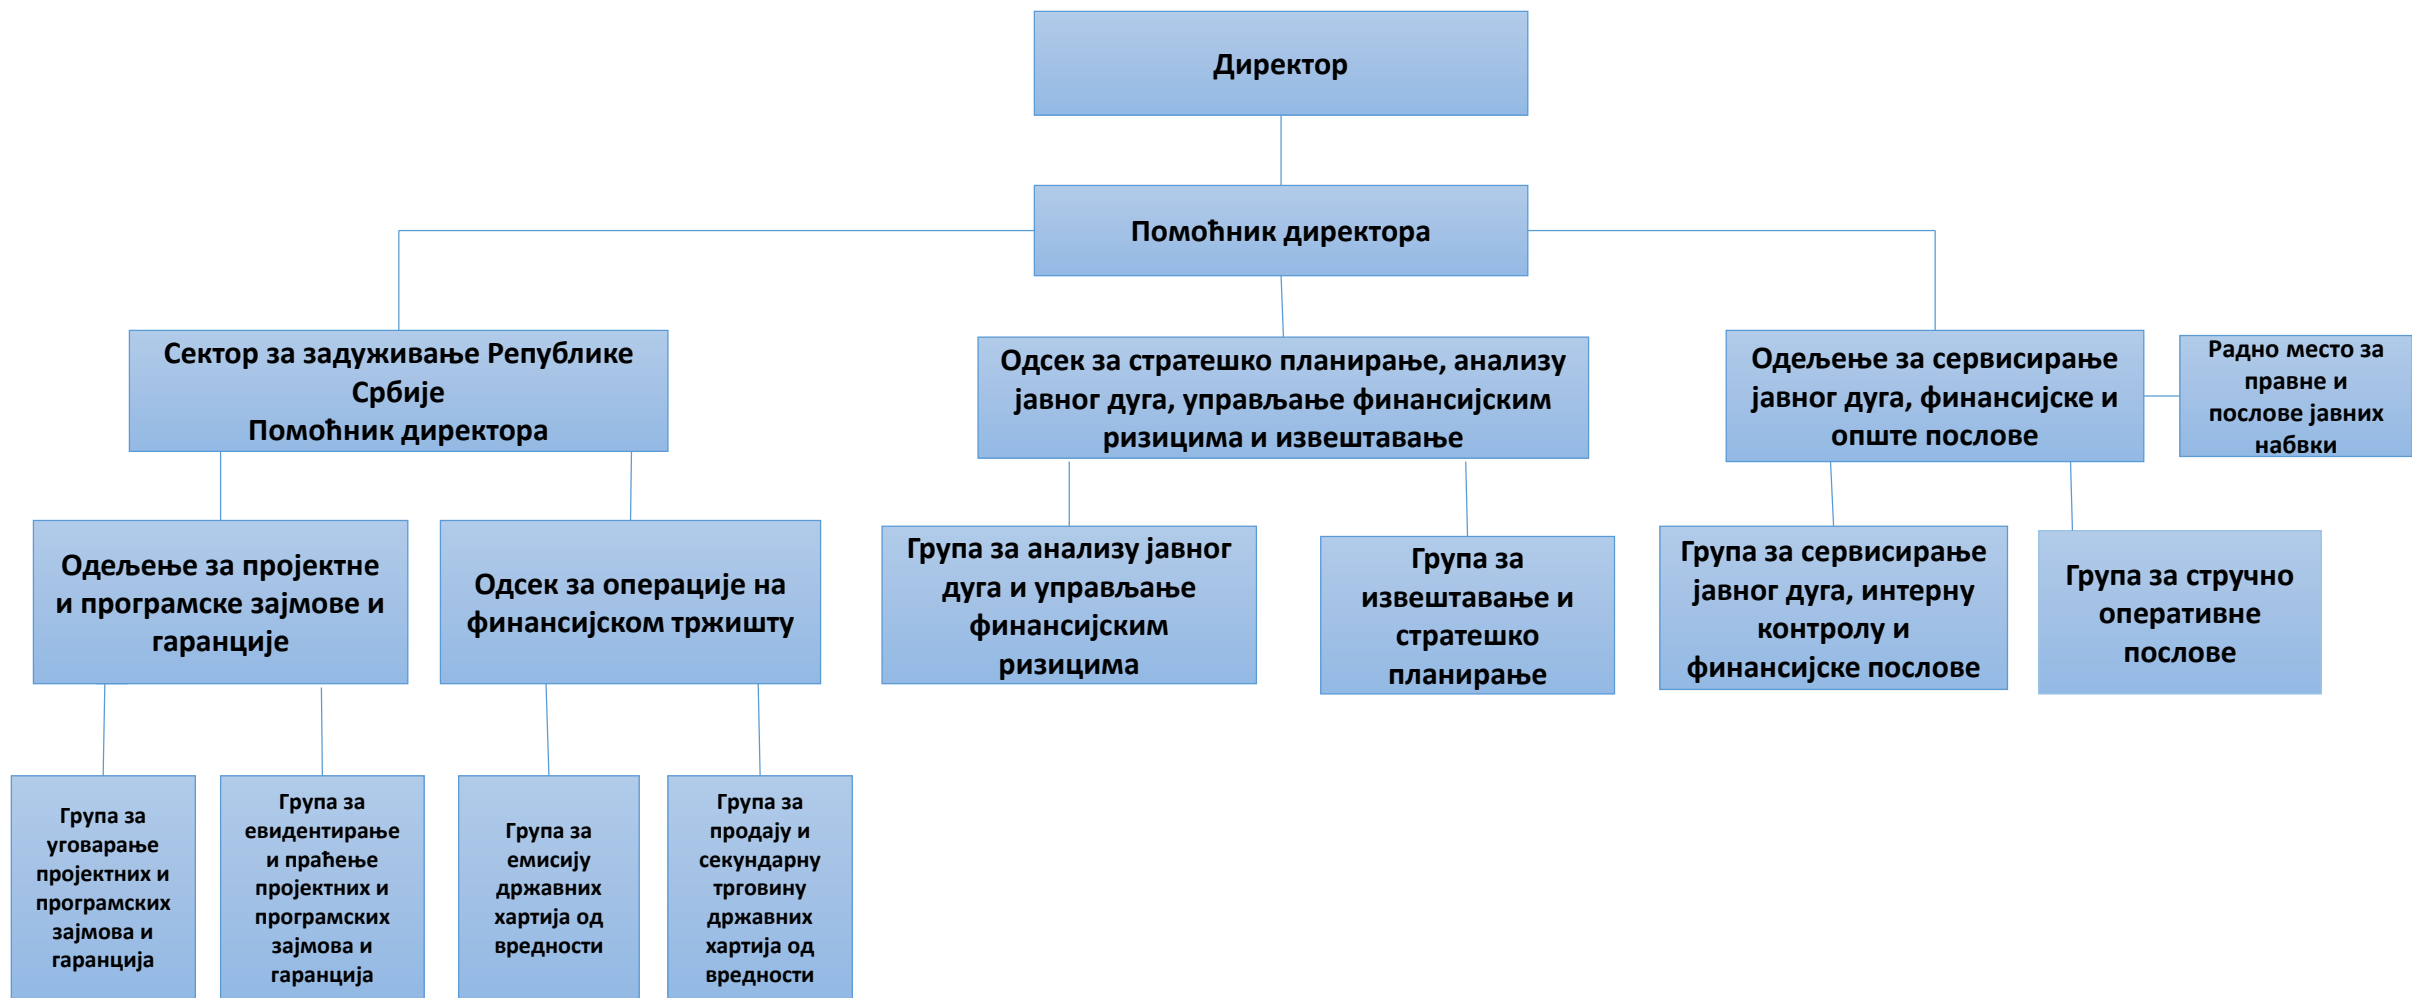 Директор
Помоћник директора
Сектор за задуживање Републике
Србије
Помоћник директора
Одсек за стратешко планирање, анализу
јавног дуга, управљање финансијским
ризицима и извештавање
Одељење за сервисирање
јавног дуга, финансијске и
опште послове
Радно место за
правне и
послове јавних
набвки
Одељење за пројектне
и програмске зајмове и
гаранције
Одсек за операције на
финансијском тржишту
Група за анализу јавног
дуга и управљање
финансијским
ризицима
Група за
извештавање и
стратешко
планирање
Група за сервисирање
јавног дуга, интерну
контролу и
финансијске послове
Група за стручно
оперативне
послове
Група за
уговарање
пројектних и
програмских
зајмова и
гаранција
Група за
евидентирање
и праћење
пројектних и
програмских
зајмова и
гаранција
Група за
емисију
државних
хартија од
вредности
Група за
продају и
секундарну
трговину
државних
хартија од
вредности